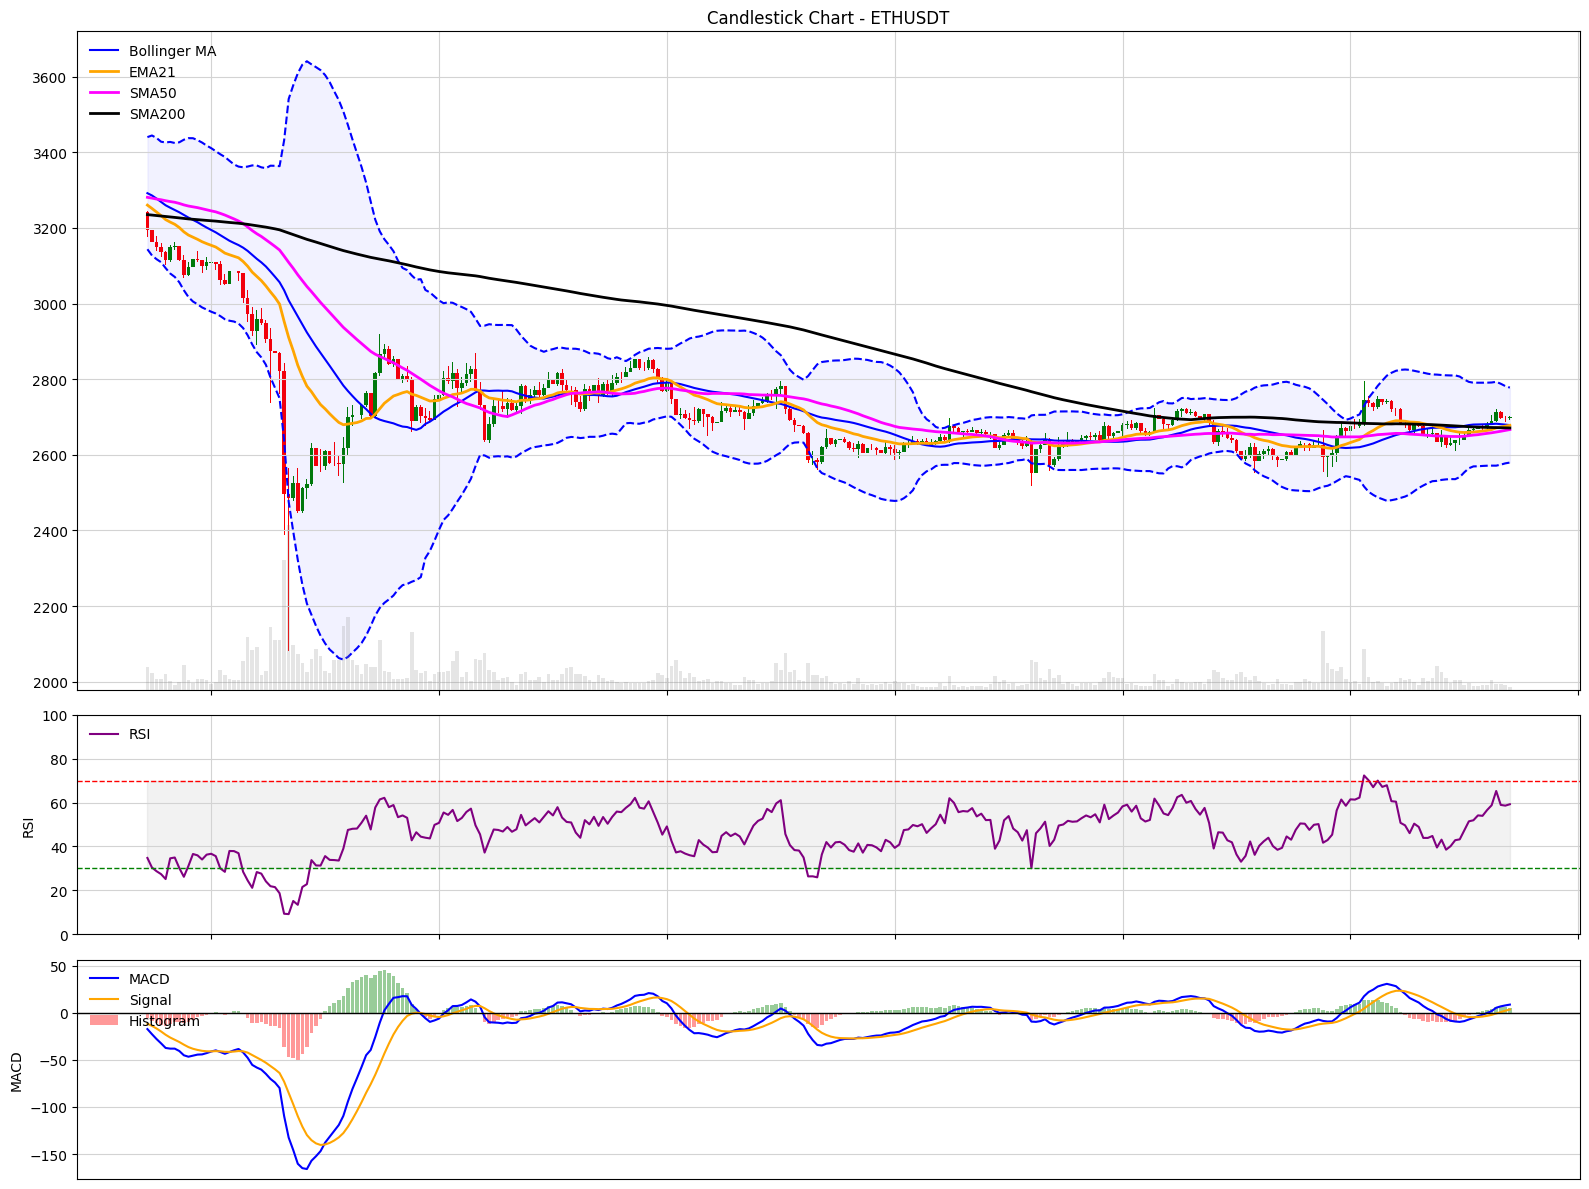 Candlestick Chart - ETHUSDT
Bollinger MA
EMA21
SMA50
SMA200
3600
3400
3200
3000
2800
2600
2400
2200
2000
RSI
100
80
60
40
20
0
RSI
MACD
Signal
Histogram
50
0
−50
−100
−150
MACD